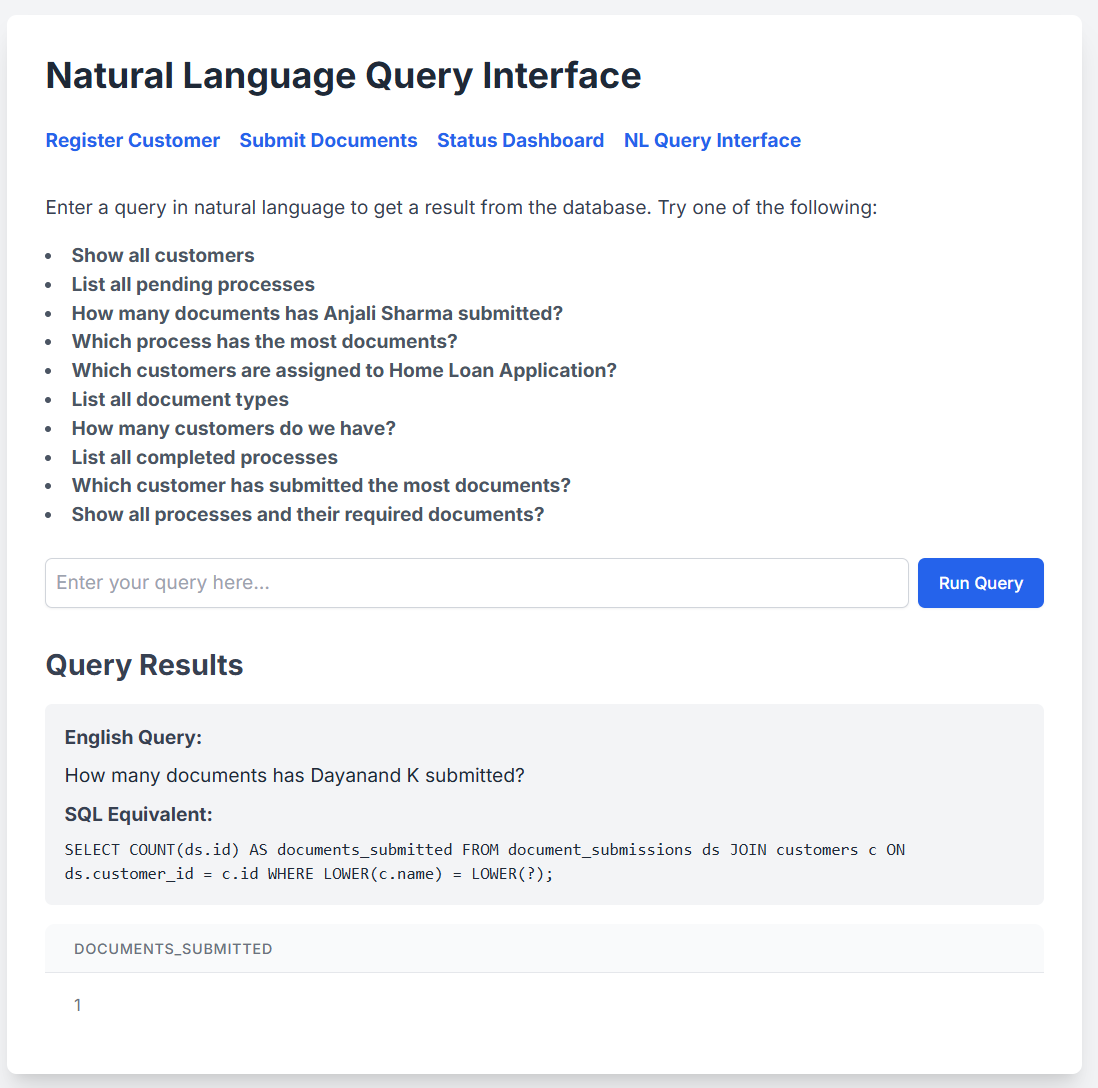 Natural Language Query Interface
Register Customer Submit Documents Status Dashboard NL Query Interface
Enter a query in natural language to get a result from the database. Try one of the following:
• Show all customers
• List all pending processes
• How many documents has Anjali Sharma submitted?
• Which process has the most documents?
• Which customers are assigned to Home Loan Application?
• List all document types
• How many customers do we have?
• List all completed processes
• Which customer has submitted the most documents?
• Show all processes and their required documents?
Enter your query here...
Run Query
Query Results
English Query:
How many documents has Dayanand K submitted?
SQL Equivalent:
SELECT COUNT(ds.id) AS documents_submitted FROM document_submissions ds JOIN customers c ON
ds.customer_id = c.id WHERE LOWER(c.name) = LOWER(?);
DOCUMENTS_SUBMITTED
1